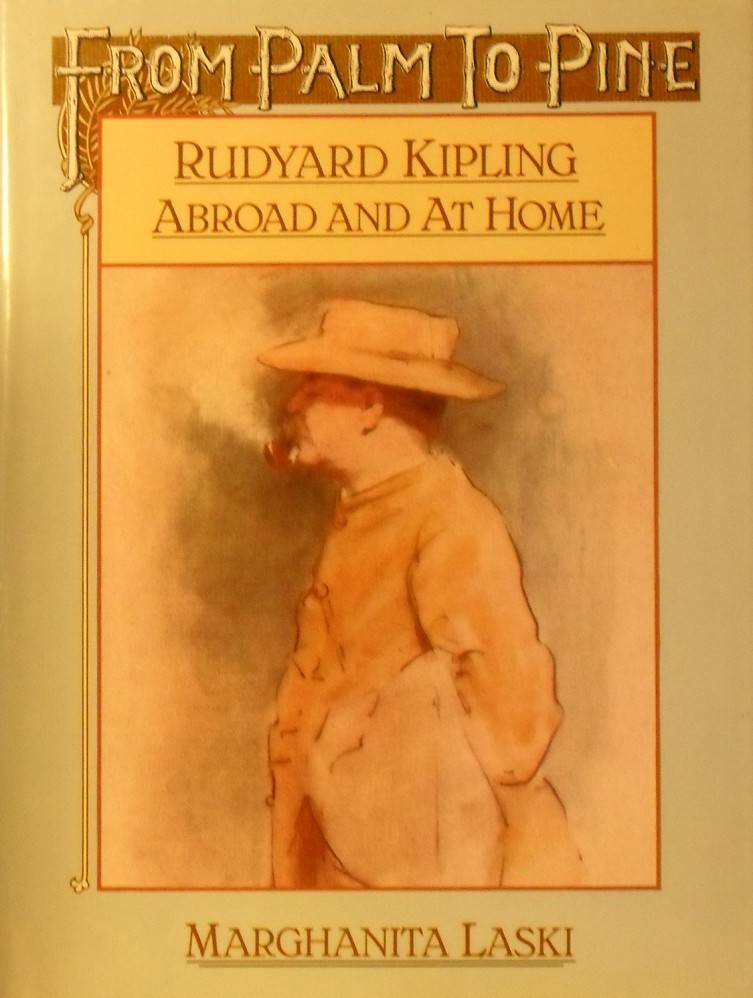 FROM PALM TO PINE
RUDYARD KIPLING
ABROAD AND AT HOME
MARGHANITA LASKI